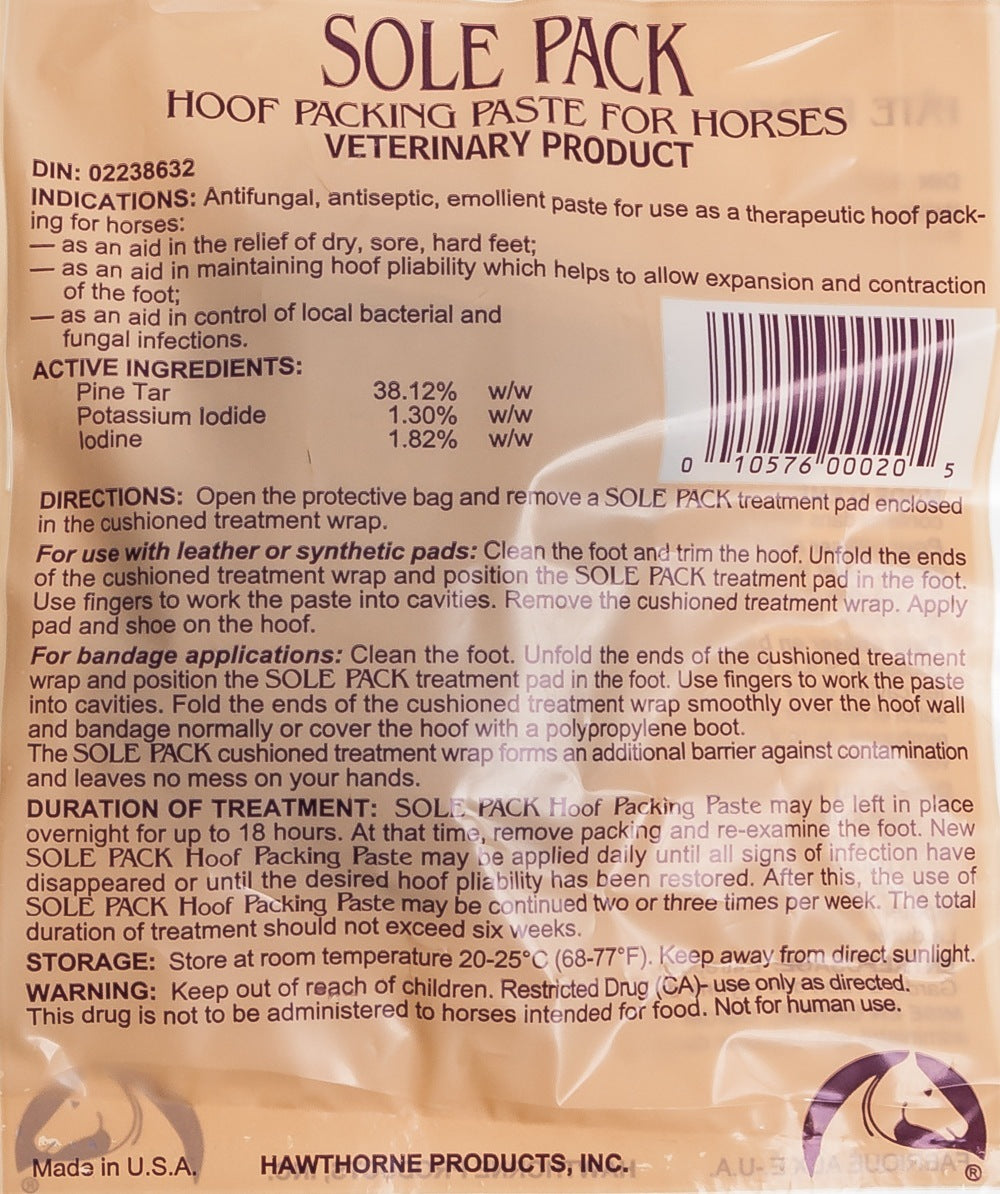 SOLE PACK
HOOF PACKING PASTE FOR HORSES
VETERINARY PRODUCT
DIN: 02238632
INDICATIONS: Antifungal, antiseptic, emollient paste for use as a therapeutic hoof pack-
ing for horses:
— as an aid in the relief of dry, sore, hard feet;
— as an aid in maintaining hoof pliability which helps to allow expansion and contraction
of the foot;
— as an aid in control of local bacterial and
fungal infections.
ACTIVE INGREDIENTS:
Pine Tar 38.12% w/w
Potassium Iodide 1.30% w/w
Iodine 1.82% w/w
0 10576 00020 5
DIRECTIONS: Open the protective bag and remove a SOLE PACK treatment pad enclosed
in the cushioned treatment wrap.
For use with leather or synthetic pads: Clean the foot and trim the hoof. Unfold the ends
of the cushioned treatment wrap and position the SOLE PACK treatment pad in the foot.
Use fingers to work the paste into cavities. Remove the cushioned treatment wrap. Apply
pad and shoe on the hoof.
For bandage applications: Clean the foot. Unfold the ends of the cushioned treatment
wrap and position the SOLE PACK treatment pad in the foot. Use fingers to work the paste
into cavities. Fold the ends of the cushioned treatment wrap smoothly over the hoof wall
and bandage normally or cover the hoof with a polypropylene boot.
The SOLE PACK cushioned treatment wrap forms an additional barrier against contamination
and leaves no mess on your hands.
DURATION OF TREATMENT: SOLE PACK Hoof Packing Paste may be left in place
overnight for up to 18 hours. At that time, remove packing and re-examine the foot. New
SOLE PACK Hoof Packing Paste may be applied daily until all signs of infection have
disappeared or until the desired hoof pliability has been restored. After this, the use of
SOLE PACK Hoof Packing Paste may be continued two or three times per week. The total
duration of treatment should not exceed six weeks.
STORAGE: Store at room temperature 20-25°C (68-77°F). Keep away from direct sunlight.
WARNING: Keep out of reach of children. Restricted Drug (CA)- use only as directed.
This drug is not to be administered to horses intended for food. Not for human use.
Made in U.S.A. HAWTHORNE PRODUCTS, INC. ®